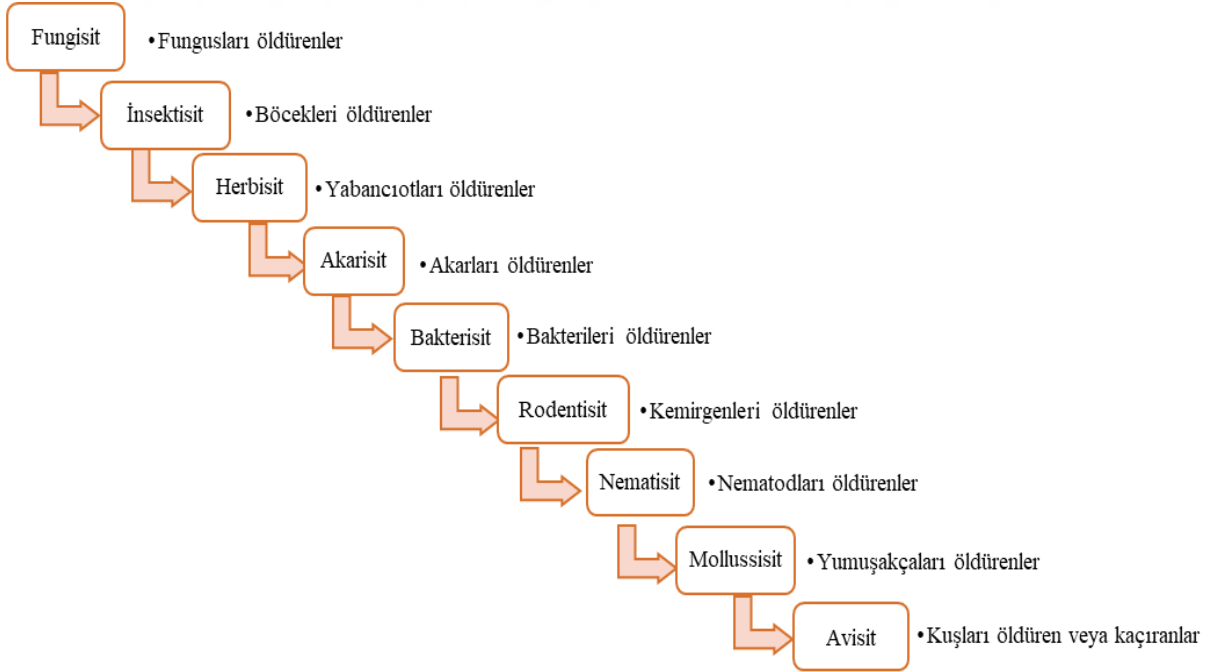 Fungisit
•Fungusları öldürenler
İnsektisit
•Böcekleri öldürenler
Herbisit
•Yabancıotları öldürenler
Akarisit
•Akarları öldürenler
Bakterisit
•Bakterileri öldürenler
Rodentisit
•Kemirgenleri öldürenler
Nematisit
•Nematodları öldürenler
Mollussisit
•Yumuşakçaları öldürenler
Avisit
•Kuşları öldüren veya kaçıranlar